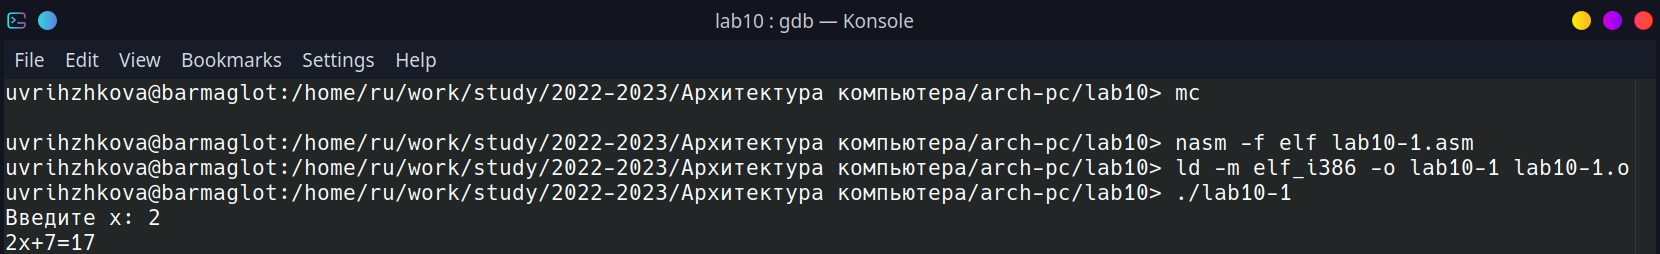 lab10 : gdb — Konsole
File Edit View Bookmarks Settings Help
uvrihzhkova@barmaglot:/home/ru/work/study/2022-2023/Архитектура компьютера/arch-pc/lab10> mc
uvrihzhkova@barmaglot:/home/ru/work/study/2022-2023/Архитектура компьютера/arch-pc/lab10> nasm -f elf lab10-1.asm
uvrihzhkova@barmaglot:/home/ru/work/study/2022-2023/Архитектура компьютера/arch-pc/lab10> ld -m elf_i386 -o lab10-1 lab10-1.o
uvrihzhkova@barmaglot:/home/ru/work/study/2022-2023/Архитектура компьютера/arch-pc/lab10> ./lab10-1
Введите x: 2
2x+7=17